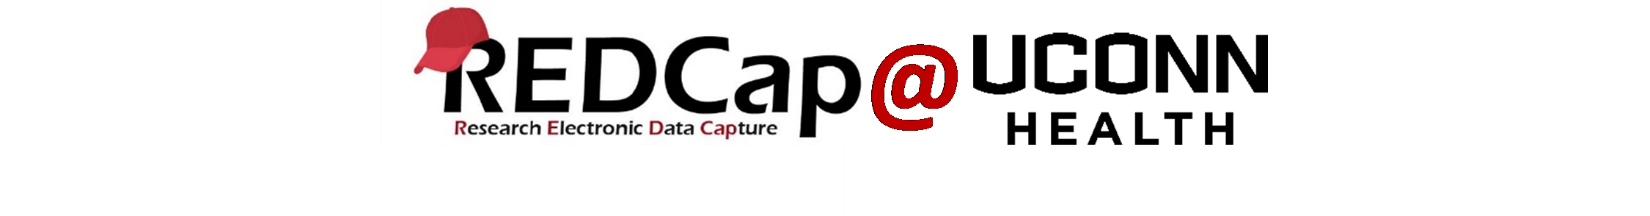 REDCap@UCONN
HEALTH
Research Electronic Data Capture